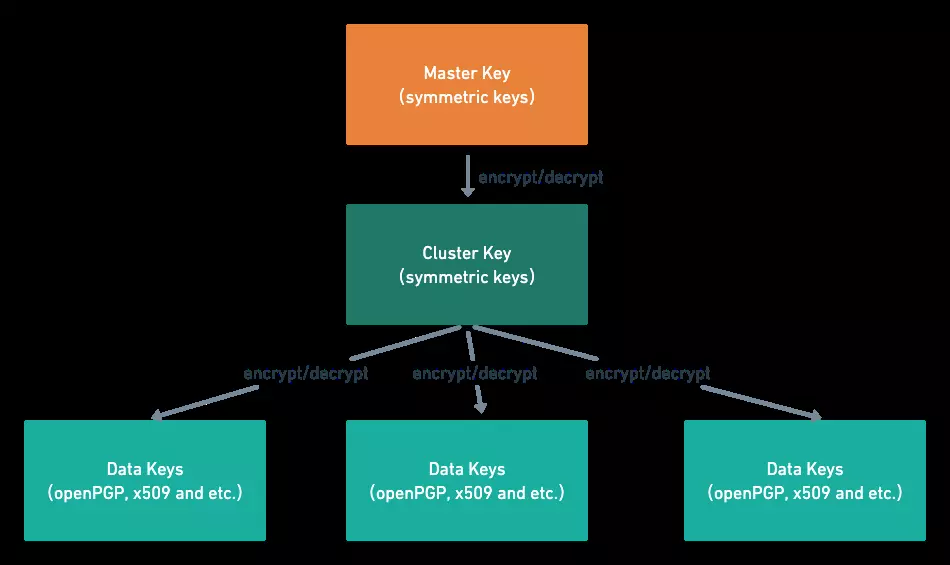 Master Key
(symmetric keys)
encrypt/decrypt
Cluster Key
(symmetric keys)
encrypt/decrypt
encrypt/decrypt
encrypt/decrypt
Data Keys
(openPGP, x509 and etc.)
Data Keys
(openPGP, x509 and etc.)
Data Keys
(openPGP, x509 and etc.)